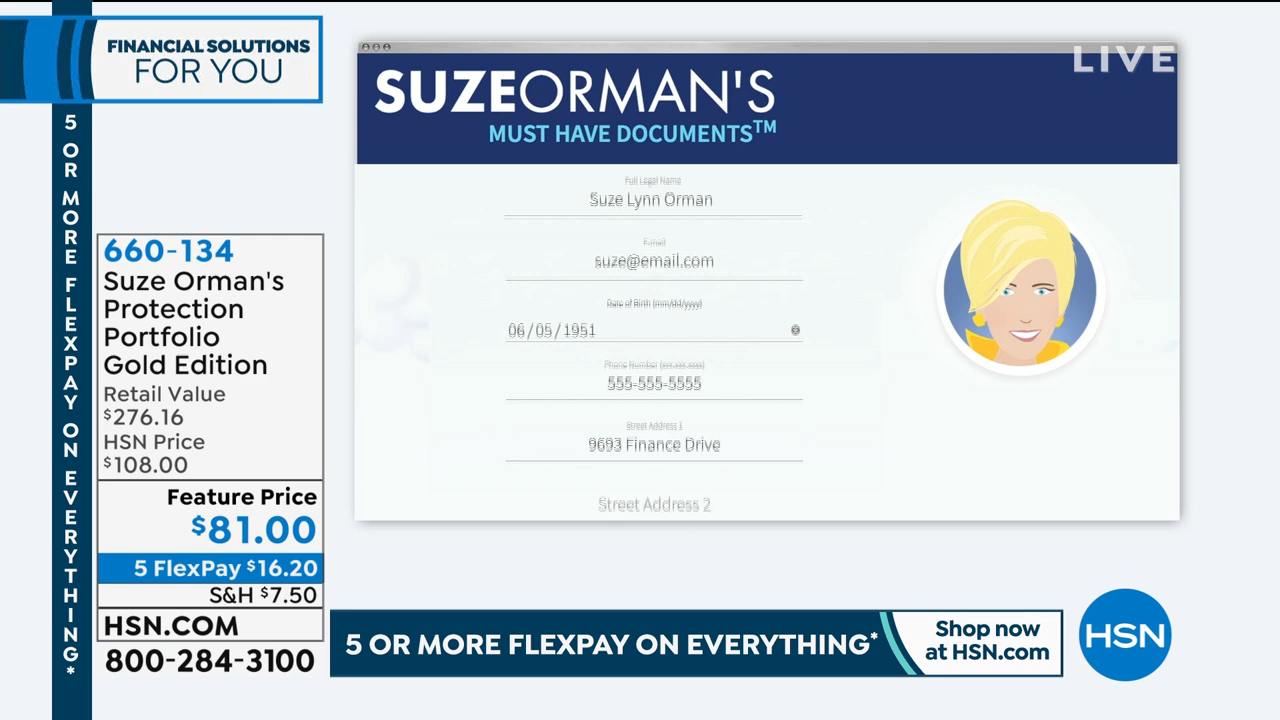 FINANCIAL SOLUTIONS
FOR YOU
5 OR MORE FLEXPAY ON EVERYTHING*
660-134
Suze Orman's
Protection
Portfolio
Gold Edition
Retail Value
$276.16
HSN Price
$108.00
Feature Price
$81.00
5 FlexPay $16.20
S&H $7.50
HSN.COM
800-284-3100
LIVE
SUZEORMAN'S
MUST HAVE DOCUMENTS™
Full Legal Name
Suze Lynn Orman
E-mail
suze@email.com
Date of Birth (mm/dd/yyyy)
06/05/1951
Phone Number (xxx-xxx-xxxx)
555-555-5555
Street Address 1
9693 Finance Drive
Street Address 2
5 OR MORE FLEXPAY ON EVERYTHING*
Shop now
at HSN.com
HSN